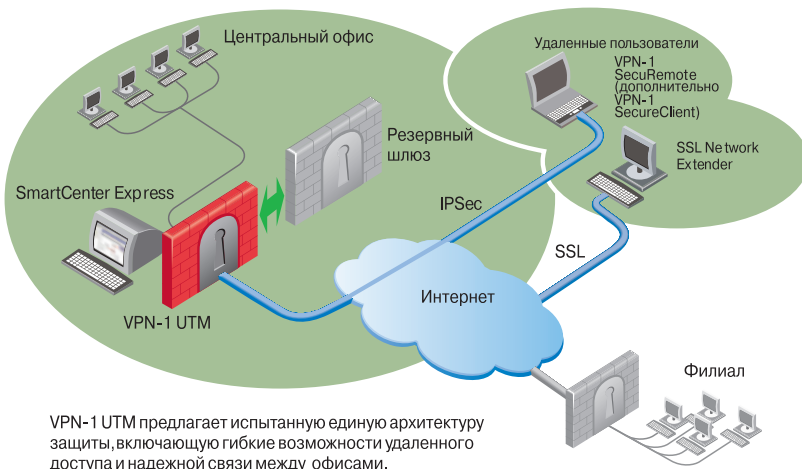 Центральный офис
Удаленные пользователи
VPN-1
SecuRemote
(дополнительно
VPN-1
SecureClient)
Резервный
шлюз
SSL Network
Extender
SmartCenter Express
IPSec
SSL
Интернет
VPN-1 UTM
Филиал
VPN-1 UTM предлагает испытанную единую архитектуру
защиты, включающую гибкие возможности удаленного
доступа и надежной связи между офисами.